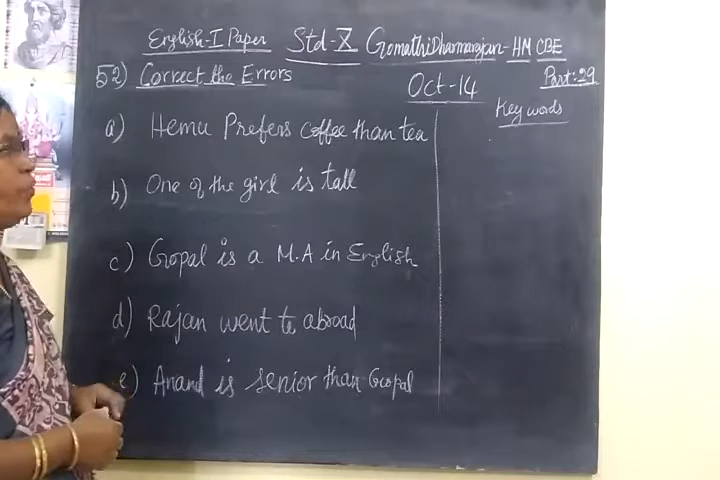 English-I Paper Std-X GomathiDharmarajan-HM CBE
52) Correct the Errors Oct-14 Part:29
Key words
a) Hemu Prefers coffee than tea
b) One of the girl is tall
c) Gopal is a M.A in English
d) Rajan went to abroad
e) Anand is senior than Gopal